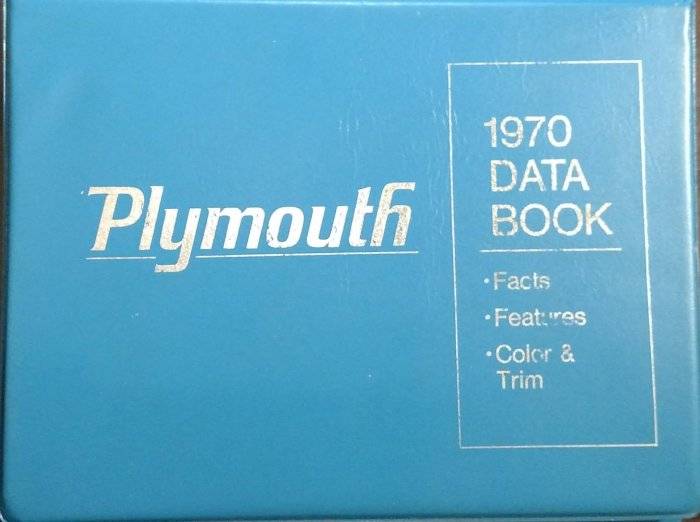 Plymouth
1970
DATA
BOOK
• Facts
• Features
• Color &
Trim